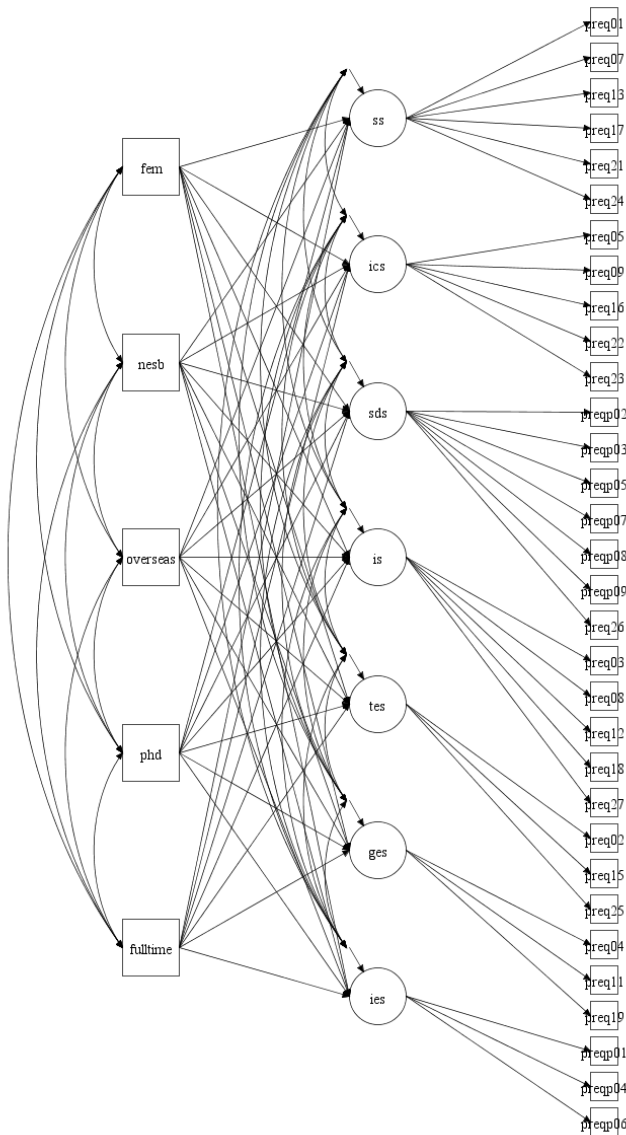 fem
nesb
overseas
phd
fulltime
ss
ics
sds
is
tes
ges
ies
preq01
preq07
preq13
preq17
preq21
preq24
preq05
preq09
preq16
preq22
preq23
preqp02
preqp03
preqp05
preqp07
preqp08
preqp09
preq26
preq03
preq08
preq12
preq18
preq27
preq02
preq15
preq25
preq04
preq11
preq19
preqp01
preqp04
preqp06